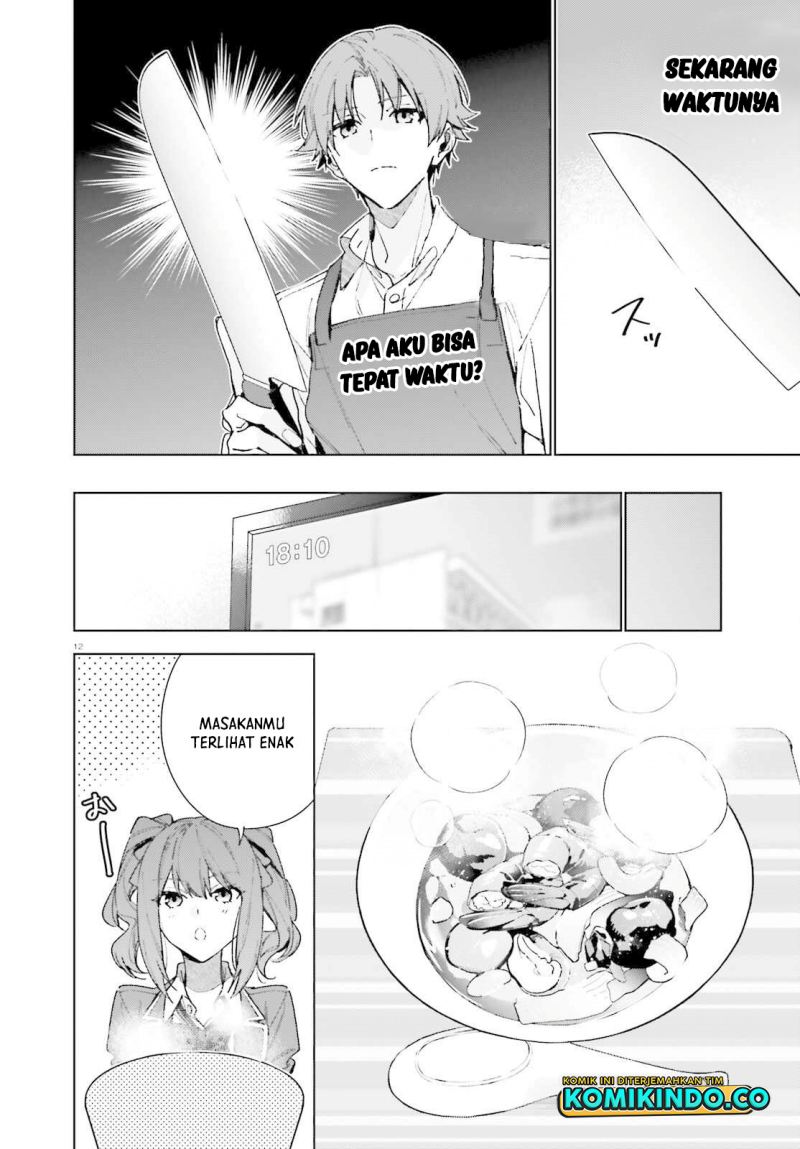 SEKARANG
WAKTUNYA
スッ
APA AKU BISA
TEPAT WAKTU?
18:10
12
MASAKANMU
TERLIHAT ENAK
おー
KOMIK INI DITERJEMAHKAN TIM
KOMIKINDO.CO